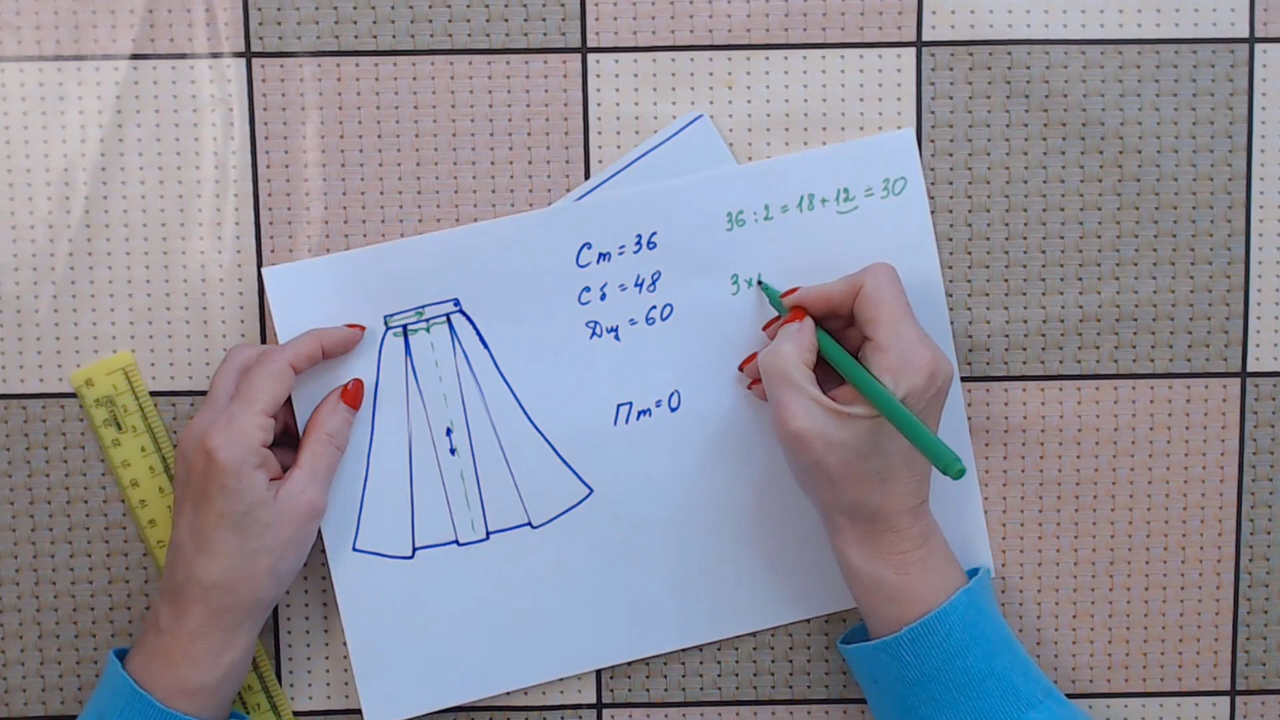 Ст = 36
Сб = 48
Ди = 60
Пт = 0
36 : 2 = 18 + 12 = 30
3 ×